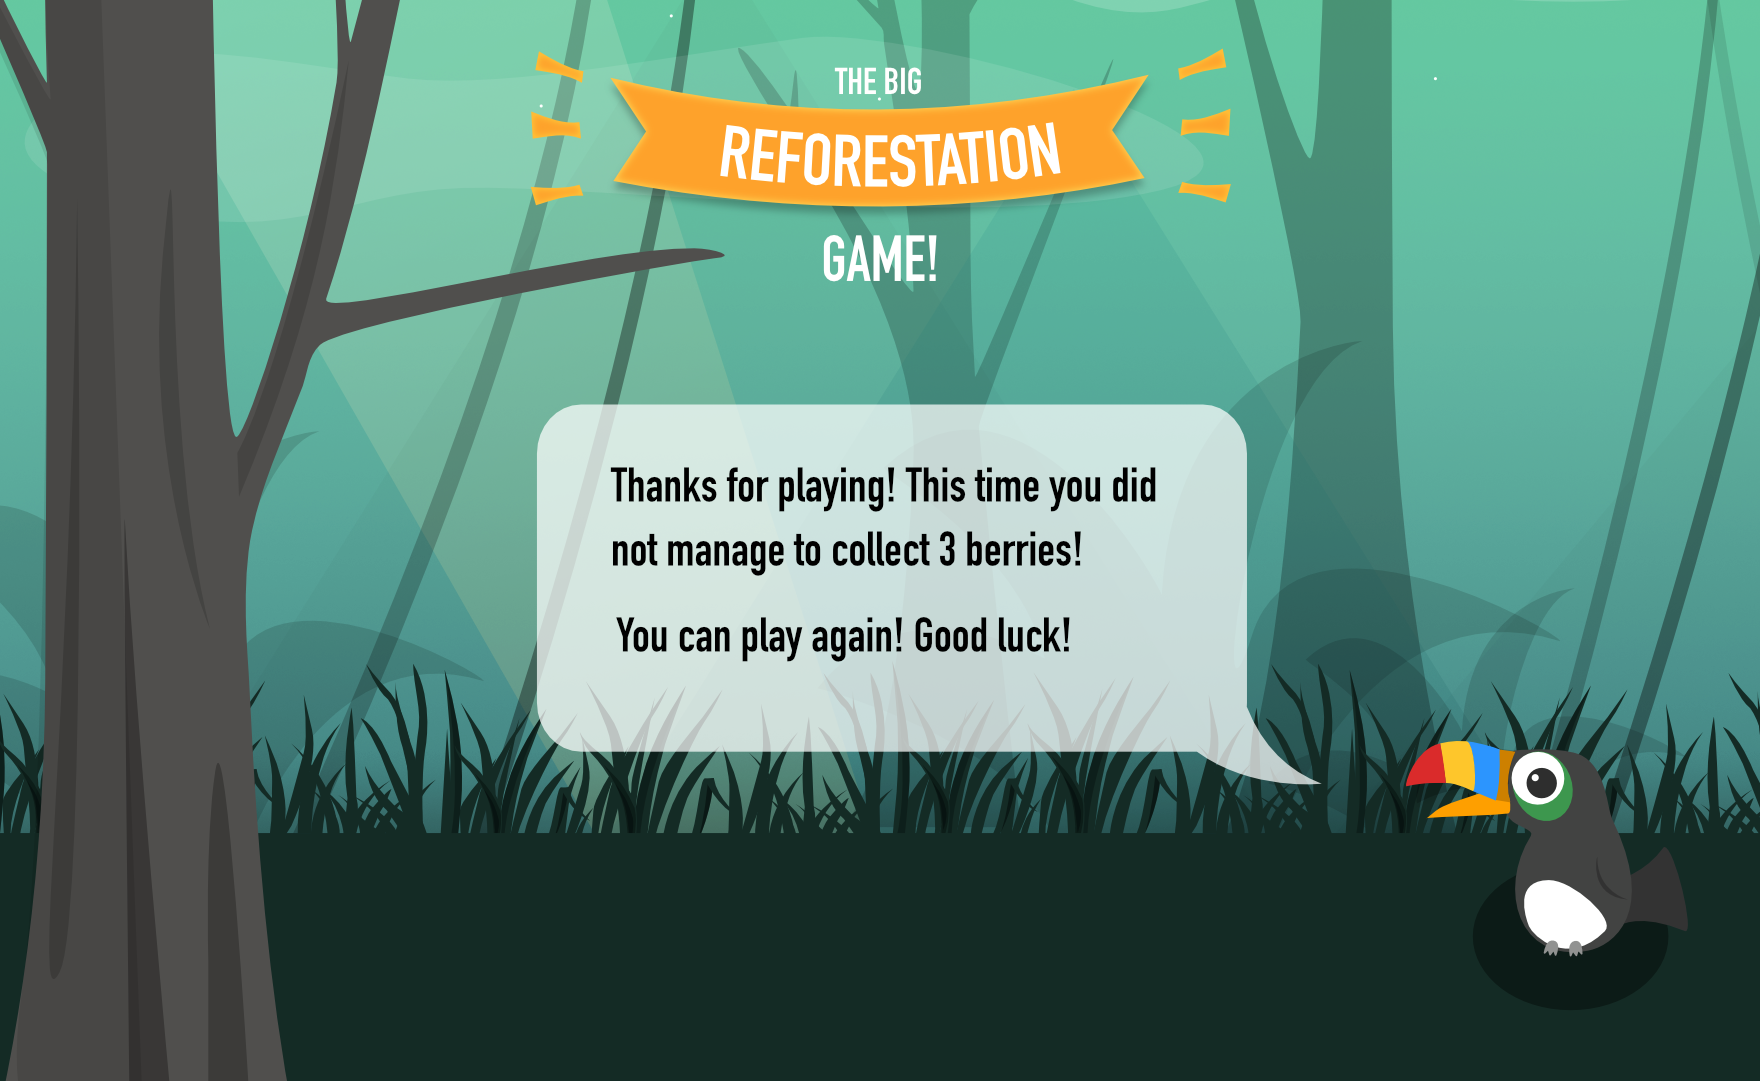 THE BIG
REFORESTATION
GAME!
Thanks for playing! This time you did
not manage to collect 3 berries!
You can play again! Good luck!